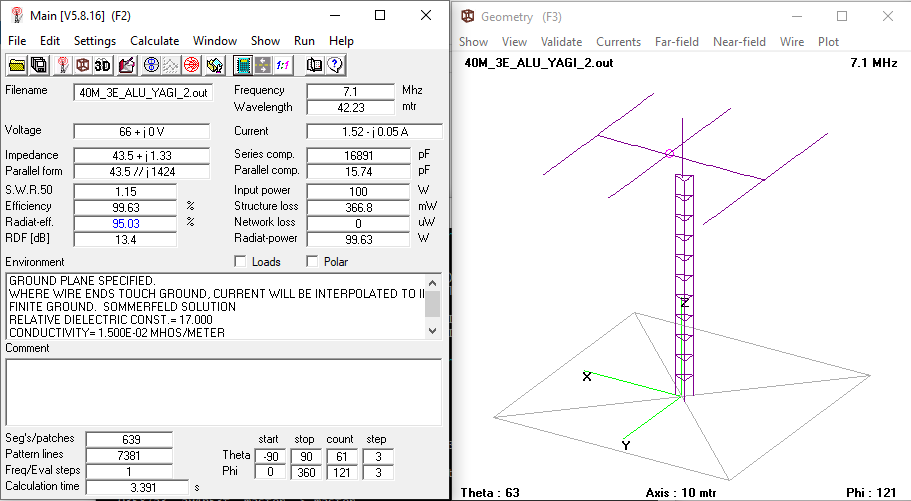 Main [V5.8.16] (F2)
File Edit Settings Calculate Window Show Run Help
3D 1:1
Filename 40M_3E_ALU_YAGI_2.out
Frequency 7.1 Mhz
Wavelength 42.23 mtr
Voltage 66 + j 0 V
Current 1.52 - j 0.05 A
Impedance 43.5 + j 1.33
Series comp. 16891 pF
Parallel form 43.5 // j 1424
Parallel comp. 15.74 pF
S.W.R.50 1.15
Input power 100 W
Efficiency 99.63 %
Structure loss 366.8 mW
Radiat-eff. 95.03 %
Network loss 0 uW
RDF [dB] 13.4
Radiat-power 99.63 W
Environment
Loads Polar
GROUND PLANE SPECIFIED.
WHERE WIRE ENDS TOUCH GROUND, CURRENT WILL BE INTERPOLATED TO
FINITE GROUND. SOMMERFELD SOLUTION
RELATIVE DIELECTRIC CONST.= 17.000
CONDUCTIVITY= 1.500E-02 MHOS/METER
Comment
Seg's/patches 639
Pattern lines 7381
Freq/Eval steps 1
Calculation time 3.391 s
start stop count step
Theta -90 90 61 3
Phi 0 360 121 3
Geometry (F3)
Show View Validate Currents Far-field Near-field Wire Plot
40M_3E_ALU_YAGI_2.out 7.1 MHz
Z
X
Y
Theta : 63 Axis : 10 mtr Phi : 121